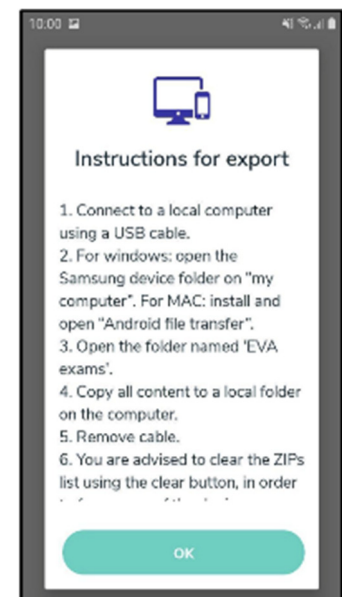 10:00
Instructions for export
1. Connect to a local computer
using a USB cable.
2. For windows: open the
Samsung device folder on "my
computer". For MAC: install and
open "Android file transfer".
3. Open the folder named 'EVA
exams'.
4. Copy all content to a local folder
on the computer.
5. Remove cable.
6. You are advised to clear the ZIPs
list using the clear button, in order
OK